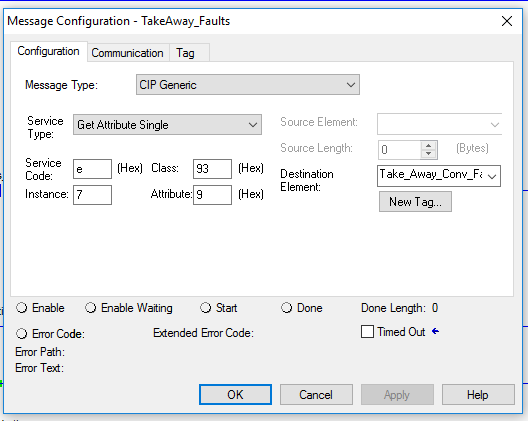 Message Configuration - TakeAway_Faults
Configuration Communication Tag
Message Type: CIP Generic
Service Type: Get Attribute Single
Source Element:
Source Length: 0 (Bytes)
Service Code: e (Hex) Class: 93 (Hex)
Destination Element: Take_Away_Conv_Fa
Instance: 7 Attribute: 9 (Hex)
New Tag...
Enable Enable Waiting Start Done Done Length: 0
Error Code: Extended Error Code: Timed Out
Error Path:
Error Text:
OK Cancel Apply Help